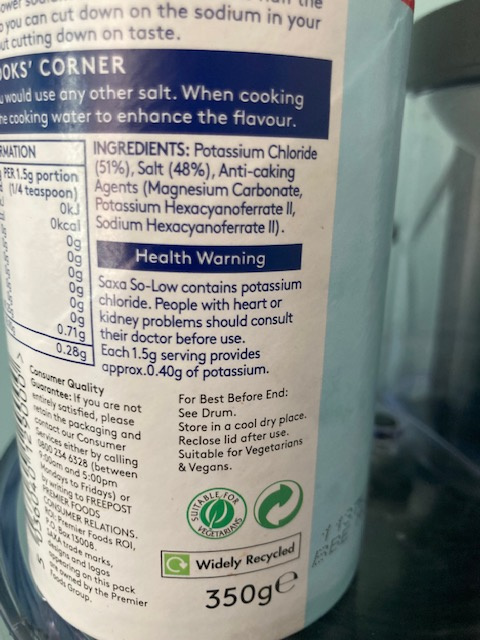 you can cut down on the sodium in your
cutting down on taste.
OOKS' CORNER
would use any other salt. When cooking
cooking water to enhance the flavour.
RMATION
PER 1.5g portion
(1/4 teaspoon)
0kJ
0kcal
0g
0g
0g
0g
0g
0g
0.71g
0.28g
INGREDIENTS: Potassium Chloride
(51%), Salt (48%), Anti-caking
Agents (Magnesium Carbonate,
Potassium Hexacyanoferrate II,
Sodium Hexacyanoferrate II).
Health Warning
Saxa So-Low contains potassium
chloride. People with heart or
kidney problems should consult
their doctor before use.
Each 1.5g serving provides
approx.0.40g of potassium.
Consumer Quality
Guarantee: If you are not
entirely satisfied, please
retain the packaging and
contact our Consumer
Services either by calling
0800 234 6328 (between
9:00am and 5:00pm
Mondays to Fridays) or
by writing to FREEPOST
PREMIER FOODS
CONSUMER RELATIONS.
ROI, Premier Foods ROI,
P.O. Box 13008.
SAXA trade marks,
designs and logos
appearing on this pack
are owned by the Premier
Foods Group.
For Best Before End:
See Drum.
Store in a cool dry place.
Reclose lid after use.
Suitable for Vegetarians
& Vegans.
SUITABLE FOR
VEGETARIANS
Widely Recycled
350g℮